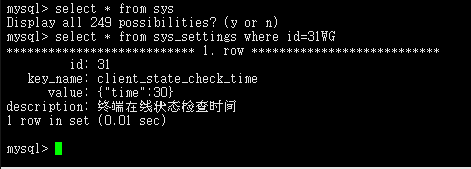 mysql> select * from sys
Display all 249 possibilities? (y or n)
mysql> select * from sys_settings where id=31\G
*************************** 1. row ***************************
id: 31
key_name: client_state_check_time
value: {"time":30}
description: 终端在线状态检查时间
1 row in set (0.01 sec)
mysql>